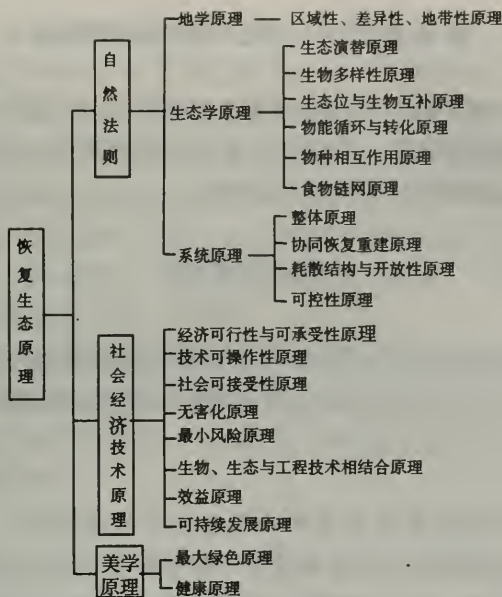 恢复生态原理
自然法则
地学原理
区域性、差异性、地带性原理
生态学原理
生态演替原理
生物多样性原理
生态位与生物互补原理
物能循环与转化原理
物种相互作用原理
食物链网原理
系统原理
整体原理
协同恢复重建原理
耗散结构与开放性原理
可控性原理
社会经济技术原理
经济可行性与可承受性原理
技术可操作性原理
社会可接受性原理
无害化原理
最小风险原理
生物、生态与工程技术相结合原理
效益原理
可持续发展原理
美学
原理
最大绿色原理
健康原理